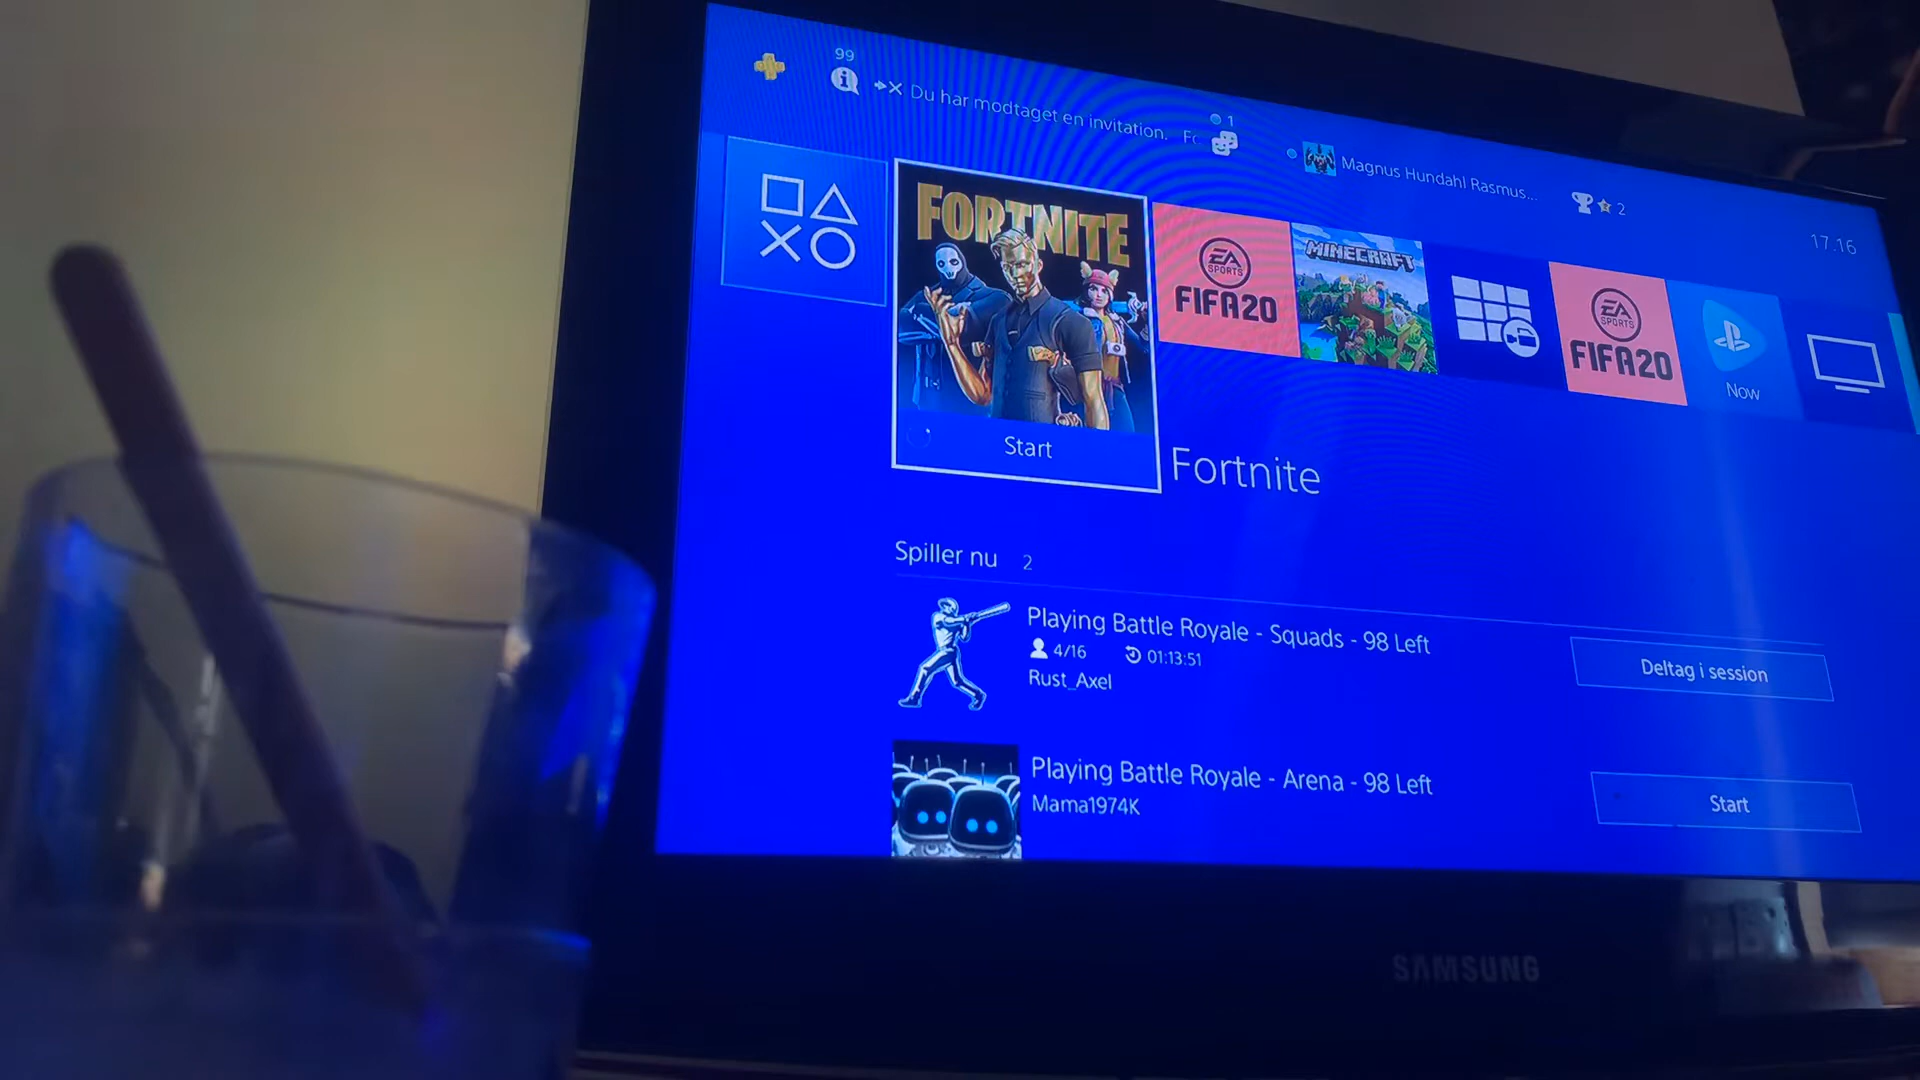 99
Du har modtaget en invitation.
1
Magnus Hundahl Rasmus...
2
17.16
FORTNITE
Start
EA
SPORTS
FIFA20
MINECRAFT
EA
SPORTS
FIFA20
Now
Fortnite
Spiller nu 2
Playing Battle Royale - Squads - 98 Left
4/16 01:13:51
Rust_Axel
Deltag i session
Playing Battle Royale - Arena - 98 Left
Mama1974K
Start
SAMSUNG